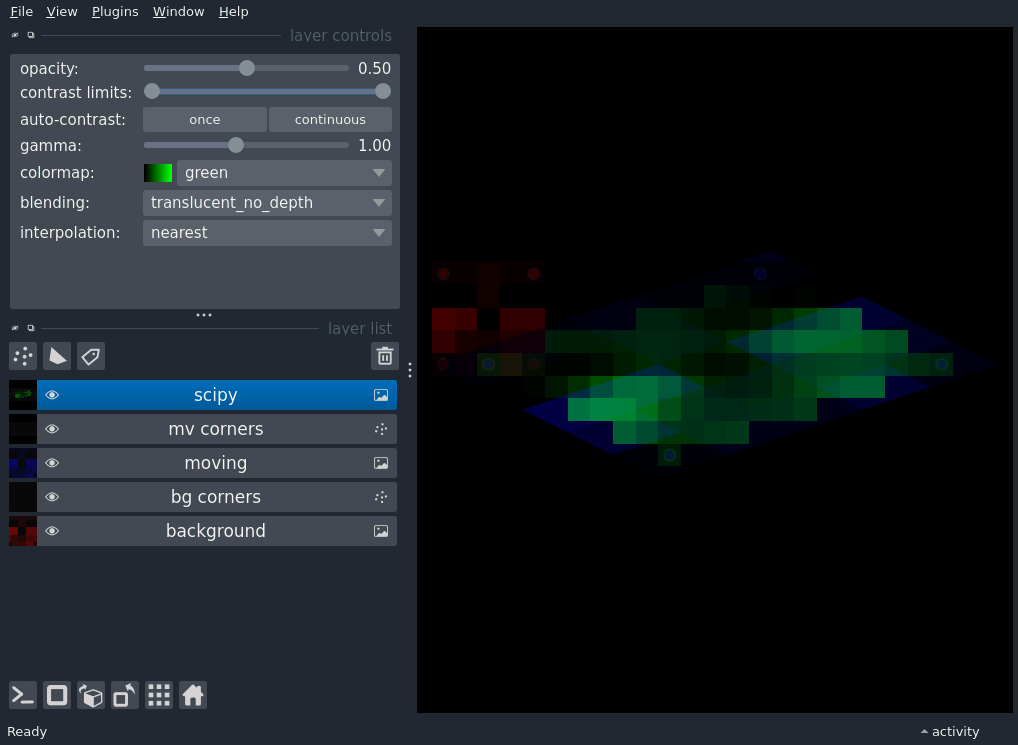 File View Plugins Window Help
layer controls
opacity: 0.50
contrast limits:
auto-contrast: once continuous
gamma: 1.00
colormap: green
blending: translucent_no_depth
interpolation: nearest
layer list
scipy
mv corners
moving
bg corners
background
Ready activity